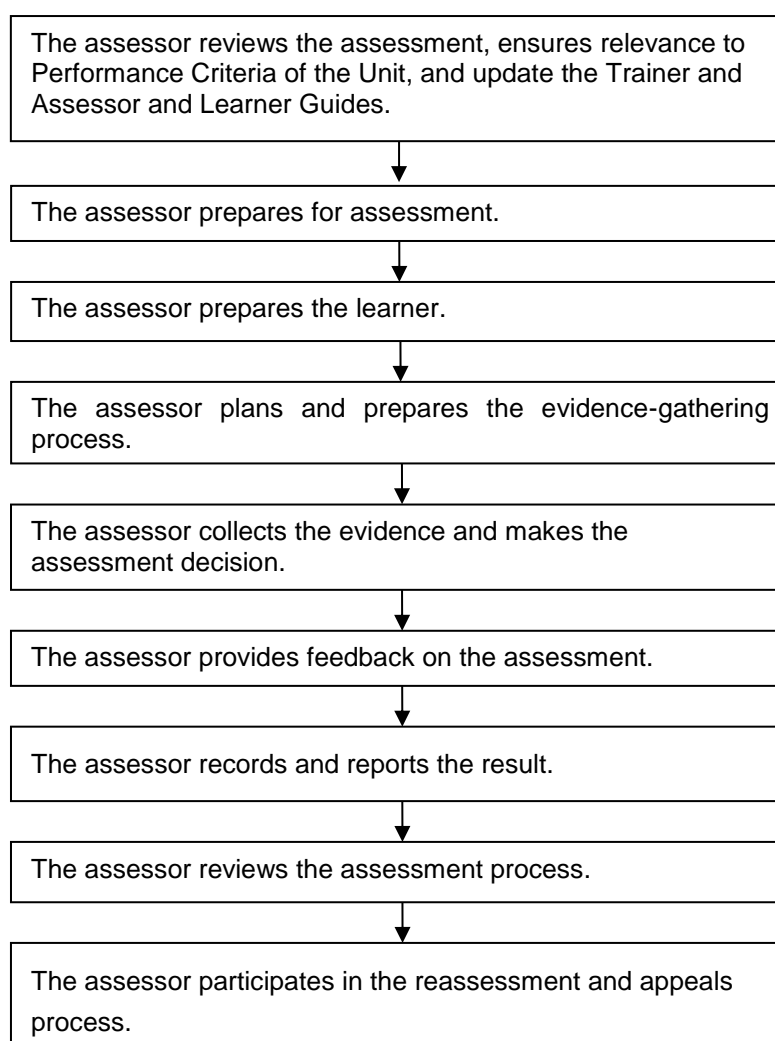 The assessor reviews the assessment, ensures relevance to
Performance Criteria of the Unit, and update the Trainer and
Assessor and Learner Guides.
The assessor prepares for assessment.
The assessor prepares the learner.
The assessor plans and prepares the evidence-gathering
process.
The assessor collects the evidence and makes the
assessment decision.
The assessor provides feedback on the assessment.
The assessor records and reports the result.
The assessor reviews the assessment process.
The assessor participates in the reassessment and appeals
process.